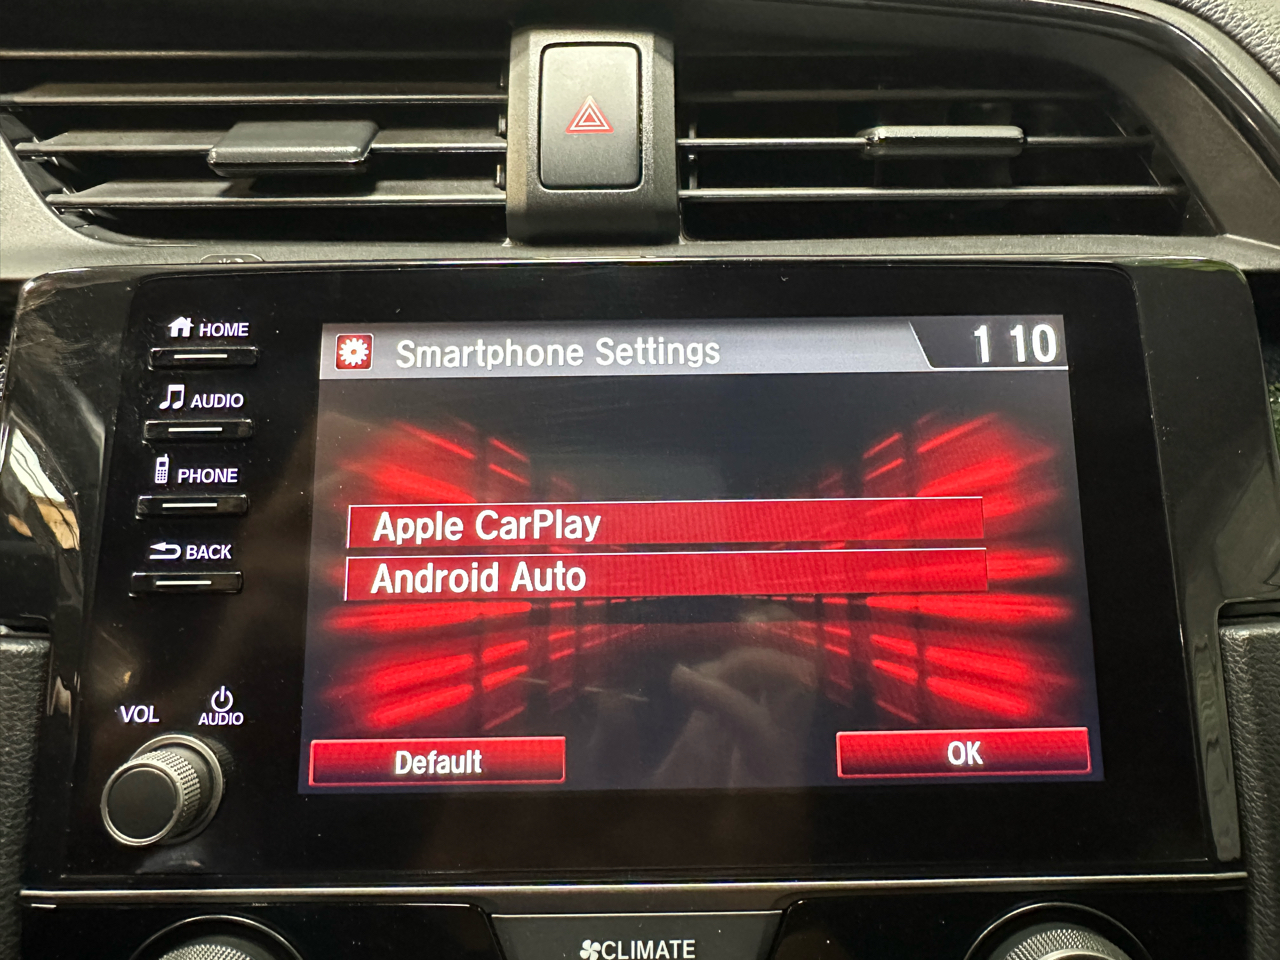 HOME
AUDIO
PHONE
BACK
VOL
AUDIO
Smartphone Settings
1 10
Apple CarPlay
Android Auto
Default
OK
CLIMATE